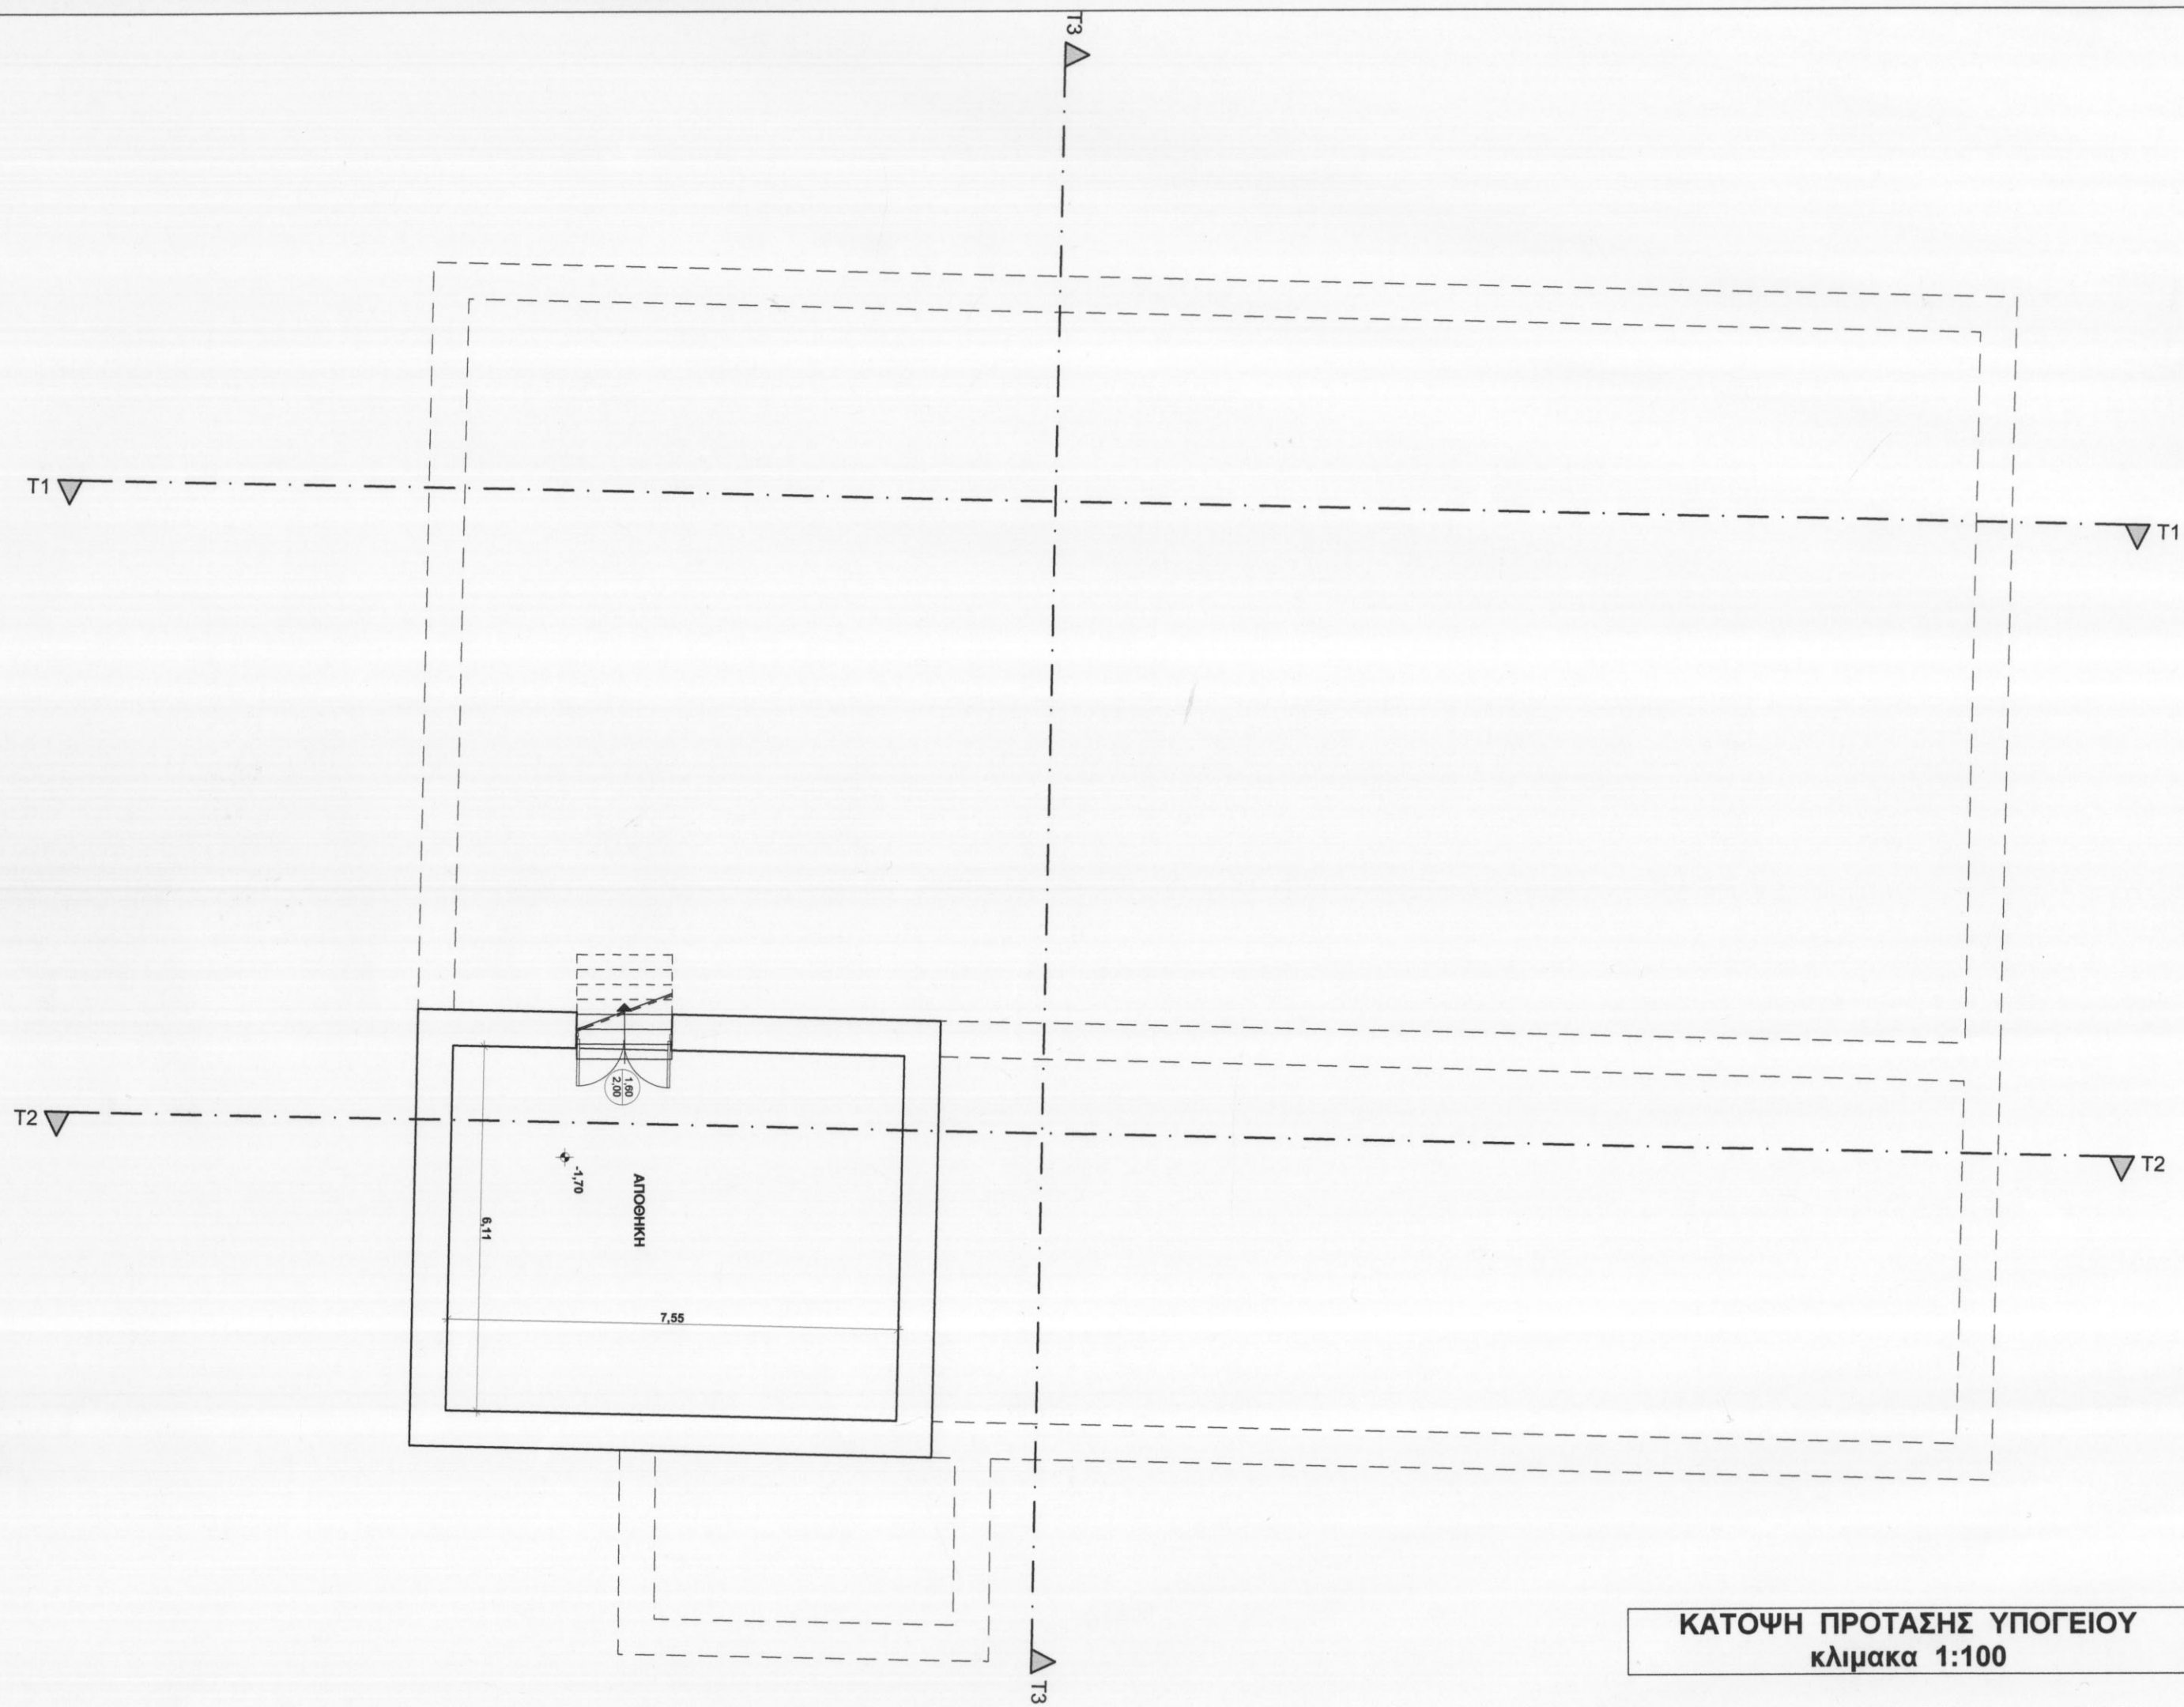 T3
T1
T1
1,60
2,00
T2
T2
-1,70
ΑΠΟΘΗΚΗ
6,11
7,55
ΚΑΤΟΨΗ ΠΡΟΤΑΣΗΣ ΥΠΟΓΕΙΟΥ
κλιμακα 1:100
T3